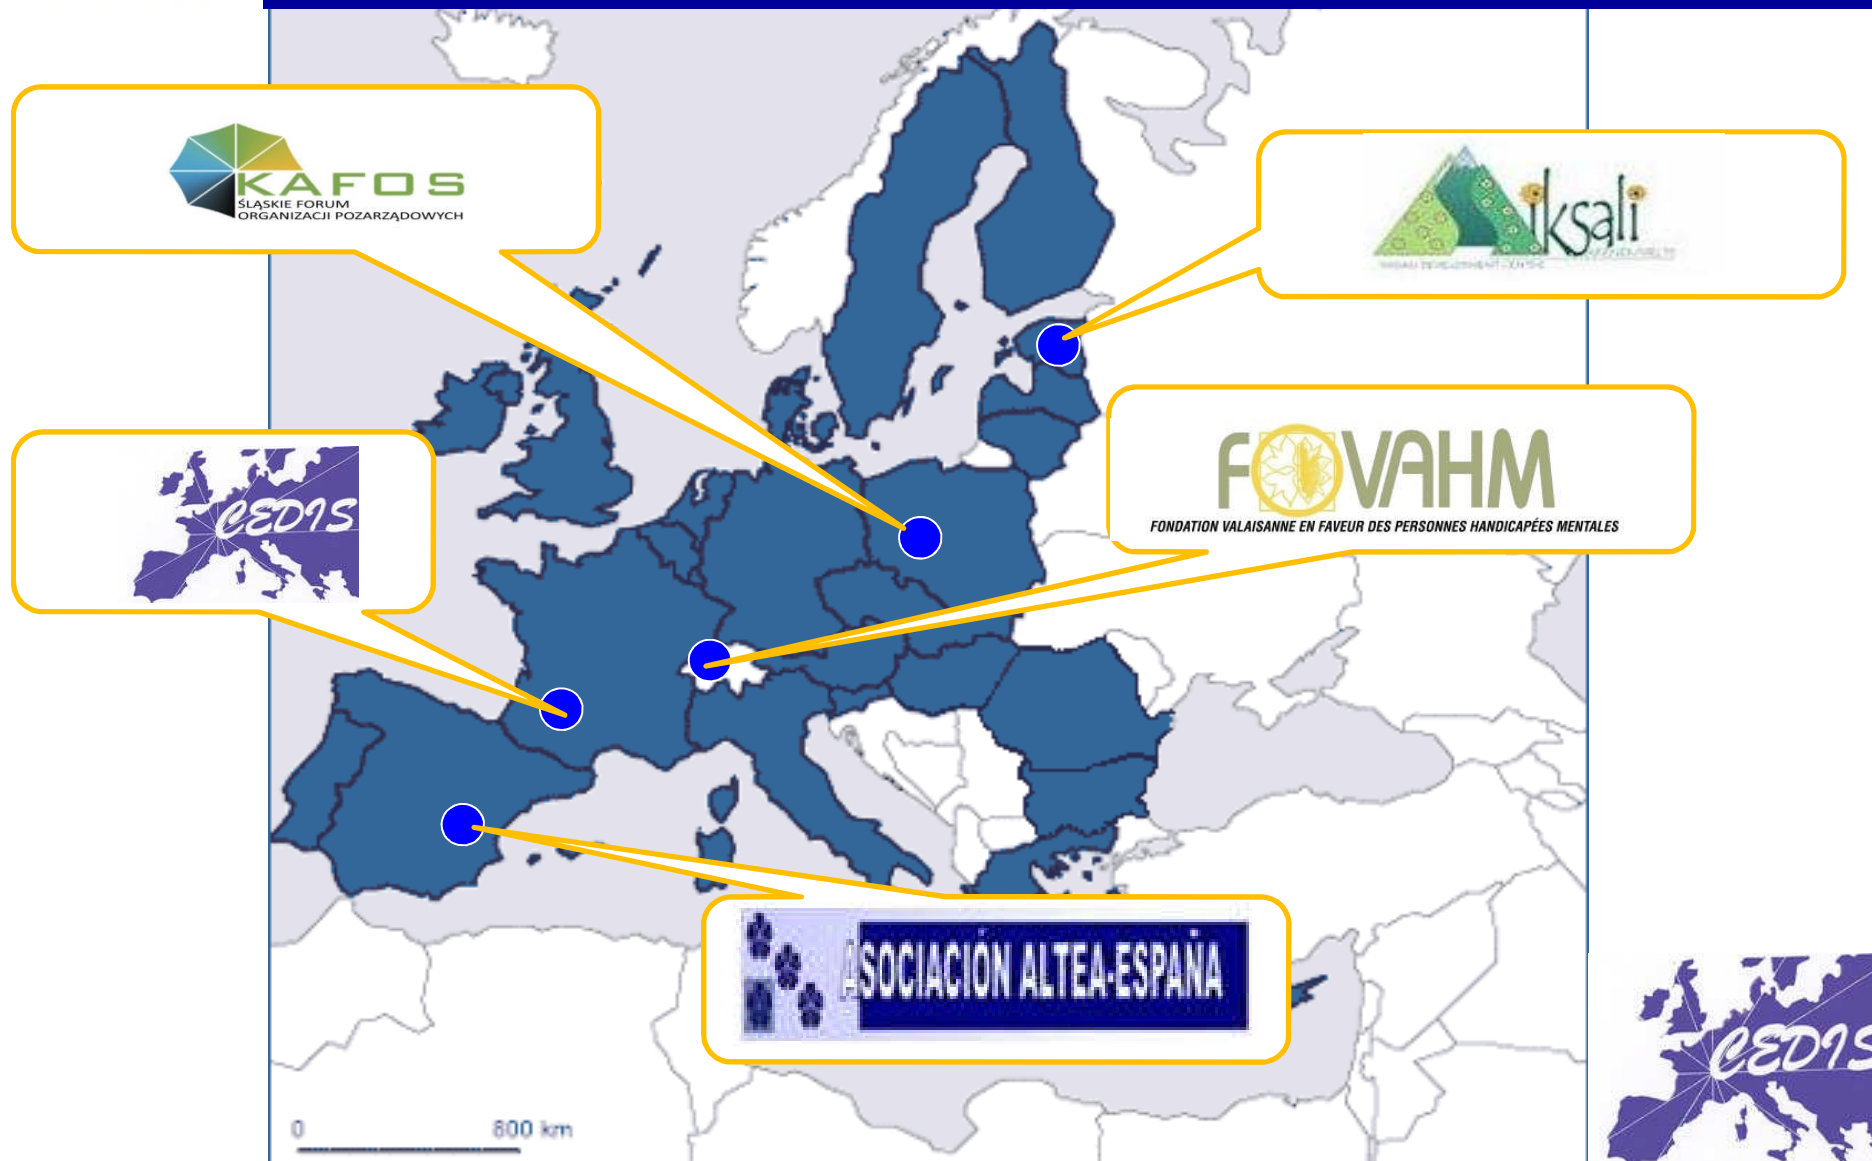 KAFOS
ŚLĄSKIE FORUM
ORGANIZACJI POZARZĄDOWYCH
iksali
CEDIS
FOVAHM
FONDATION VALAISANNE EN FAVEUR DES PERSONNES HANDICAPÉES MENTALES
ASOCIACIÓN ALTEA-ESPAÑA
CEDIS
0 800 km